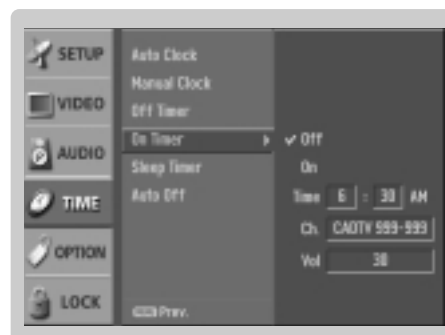 SETUP
VIDEO
AUDIO
TIME
OPTION
LOCK
Auto Clock
Manual Clock
Off Timer
On Timer
Sleep Timer
Auto Off
Prev.
✓ Off
On
Time 6 : 30 AM
Ch. CADTV 599-999
Vol 30